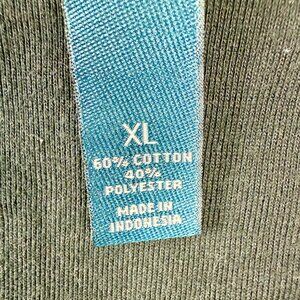 XL
60% COTTON
40%
POLYESTER
MADE IN
INDONESIA